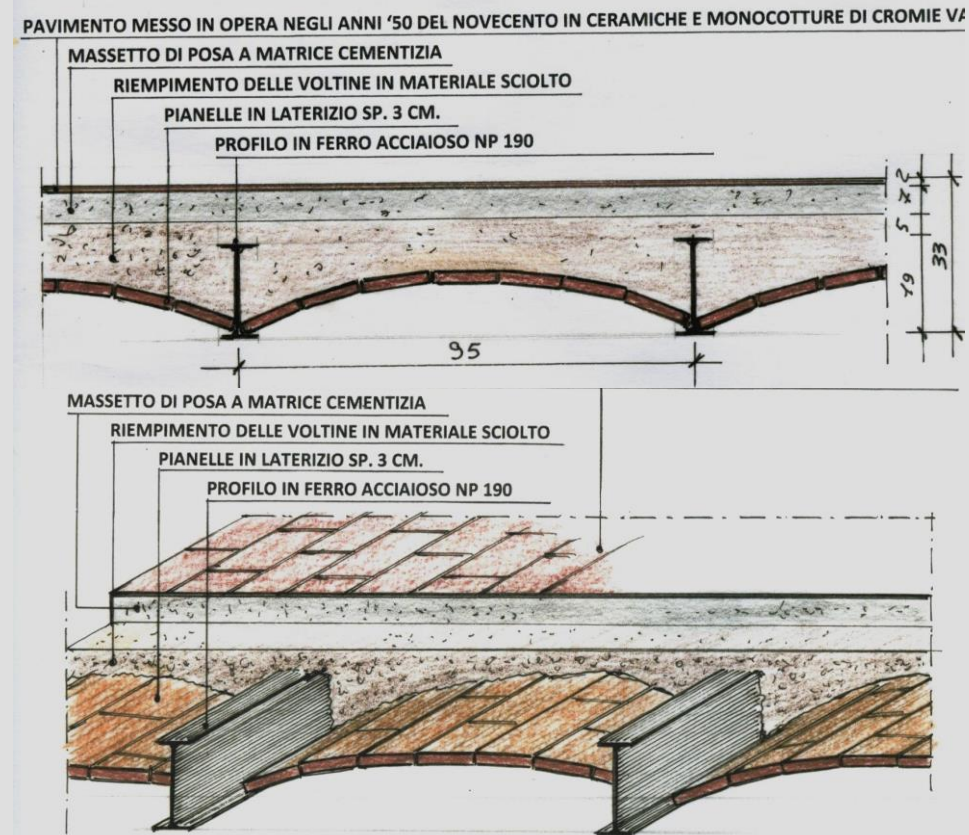 PAVIMENTO MESSO IN OPERA NEGLI ANNI ‘50 DEL NOVECENTO IN CERAMICHE E MONOCOTTURE DI CROMIE VA
MASSETTO DI POSA A MATRICE CEMENTIZIA
RIEMPIMENTO DELLE VOLTINE IN MATERIALE SCIOLTO
PIANELLE IN LATERIZIO SP. 3 CM.
PROFILO IN FERRO ACCIAIOSO NP 190
2
7
5
19
33
95
MASSETTO DI POSA A MATRICE CEMENTIZIA
RIEMPIMENTO DELLE VOLTINE IN MATERIALE SCIOLTO
PIANELLE IN LATERIZIO SP. 3 CM.
PROFILO IN FERRO ACCIAIOSO NP 190